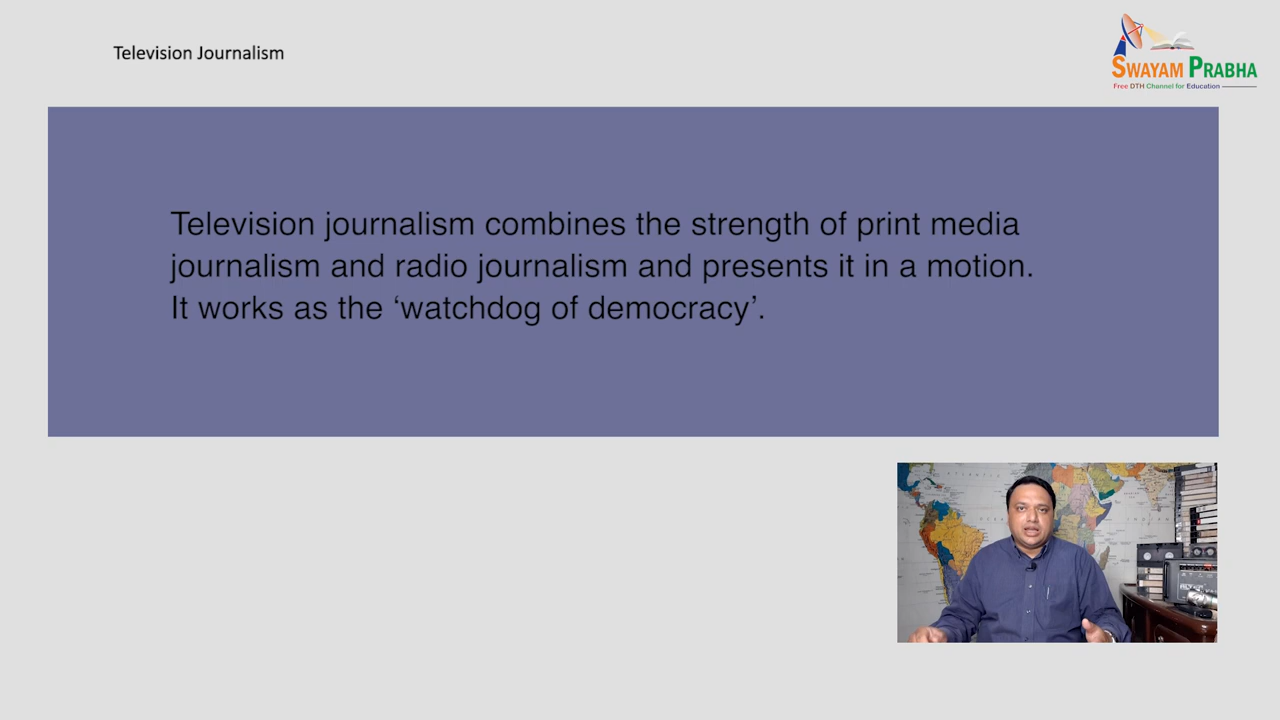 Television Journalism
SWAYAM PRABHA
Free DTH Channel for Education
Television journalism combines the strength of print media
journalism and radio journalism and presents it in a motion.
It works as the ‘watchdog of democracy’.